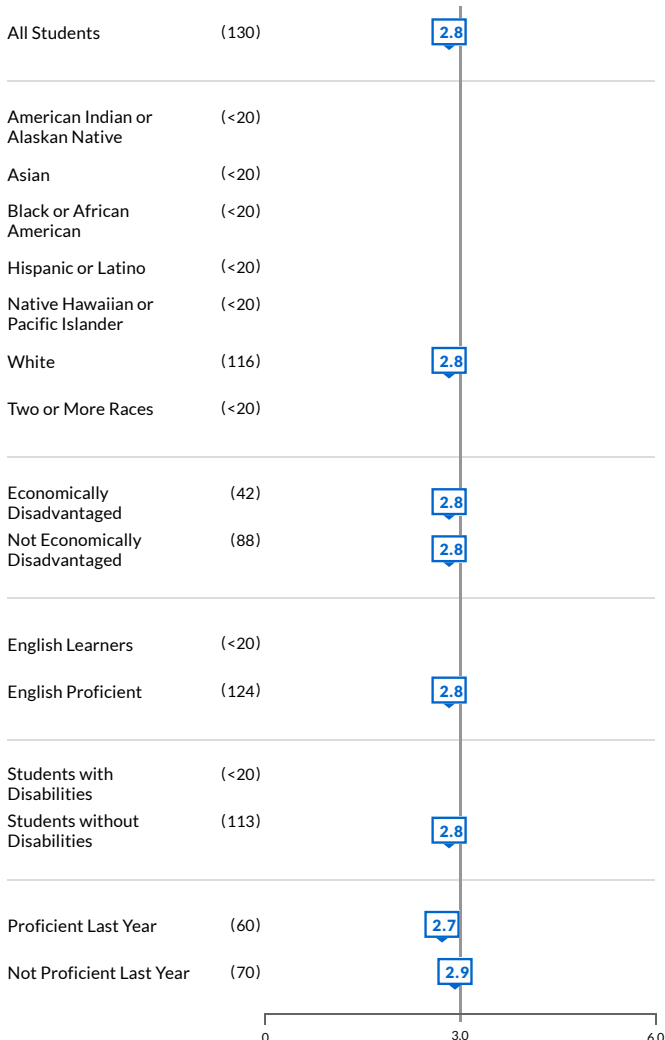 All Students (130) 2.8
American Indian or (<20)
Alaskan Native
Asian (<20)
Black or African (<20)
American
Hispanic or Latino (<20)
Native Hawaiian or (<20)
Pacific Islander
White (116) 2.8
Two or More Races (<20)
Economically (42) 2.8
Disadvantaged
Not Economically (88) 2.8
Disadvantaged
English Learners (<20)
English Proficient (124) 2.8
Students with (<20)
Disabilities
Students without (113) 2.8
Disabilities
Proficient Last Year (60) 2.7
Not Proficient Last Year (70) 2.9
0 3.0 6.0